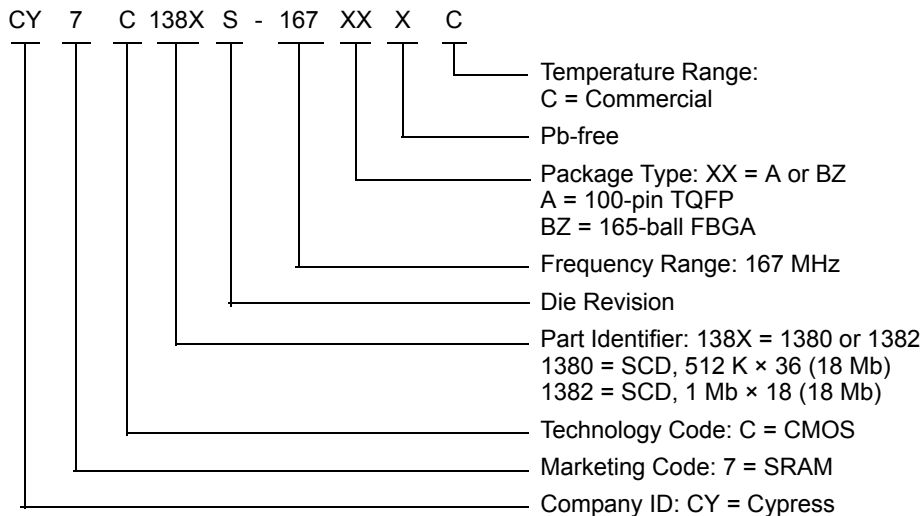 CY 7 C 138X S - 167 XX X C
Temperature Range:
C = Commercial
Pb-free
Package Type: XX = A or BZ
A = 100-pin TQFP
BZ = 165-ball FBGA
Frequency Range: 167 MHz
Die Revision
Part Identifier: 138X = 1380 or 1382
1380 = SCD, 512 K × 36 (18 Mb)
1382 = SCD, 1 Mb × 18 (18 Mb)
Technology Code: C = CMOS
Marketing Code: 7 = SRAM
Company ID: CY = Cypress